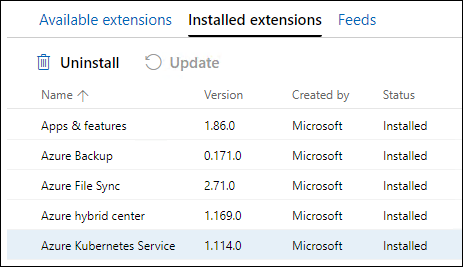 Available extensions Installed extensions Feeds
Uninstall Update
Name Version Created by Status
Apps & features 1.86.0 Microsoft Installed
Azure Backup 0.171.0 Microsoft Installed
Azure File Sync 2.71.0 Microsoft Installed
Azure hybrid center 1.169.0 Microsoft Installed
Azure Kubernetes Service 1.114.0 Microsoft Installed